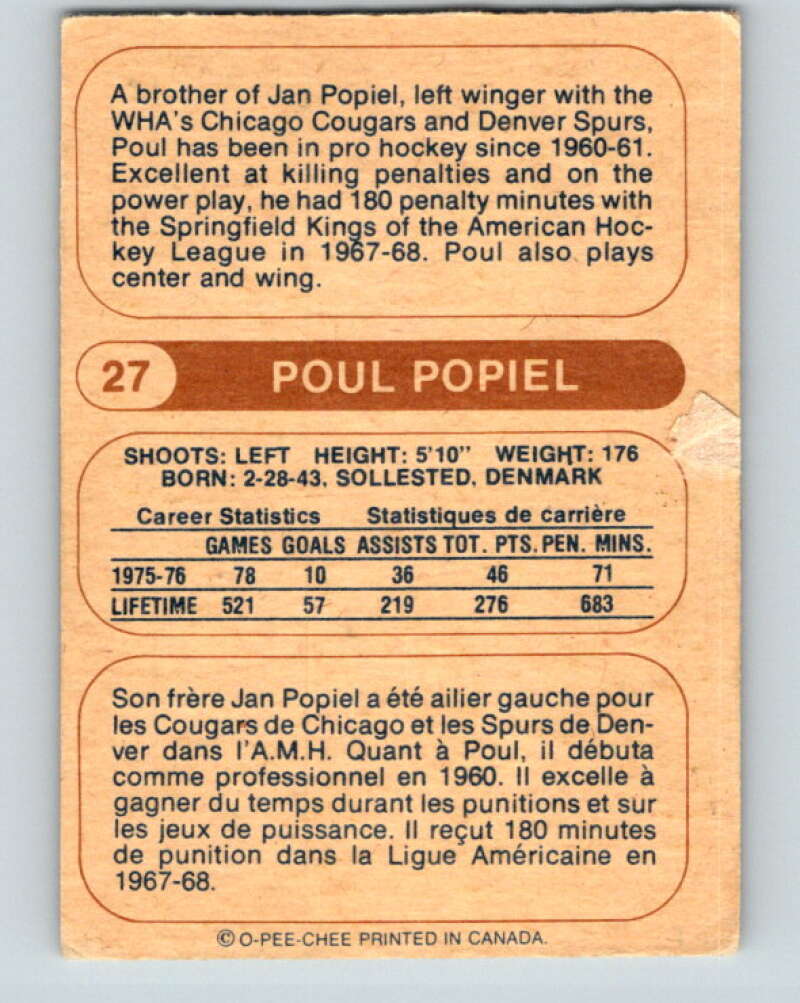 A brother of Jan Popiel, left winger with the
WHA's Chicago Cougars and Denver Spurs,
Poul has been in pro hockey since 1960-61.
Excellent at killing penalties and on the
power play, he had 180 penalty minutes with
the Springfield Kings of the American Hoc-
key League in 1967-68. Poul also plays
center and wing.
27 POUL POPIEL
SHOOTS: LEFT HEIGHT: 5'10" WEIGHT: 176
BORN: 2-28-43, SOLLESTED, DENMARK
Career Statistics Statistiques de carrière
GAMES GOALS ASSISTS TOT. PTS. PEN. MINS.
1975-76 78 10 36 46 71
LIFETIME 521 57 219 276 683
Son frère Jan Popiel a été ailier gauche pour
les Cougars de Chicago et les Spurs de Den-
ver dans l'A.M.H. Quant à Poul, il débuta
comme professionnel en 1960. Il excelle à
gagner du temps durant les punitions et sur
les jeux de puissance. Il reçut 180 minutes
de punition dans la Ligue Américaine en
1967-68.
© O-PEE-CHEE PRINTED IN CANADA.